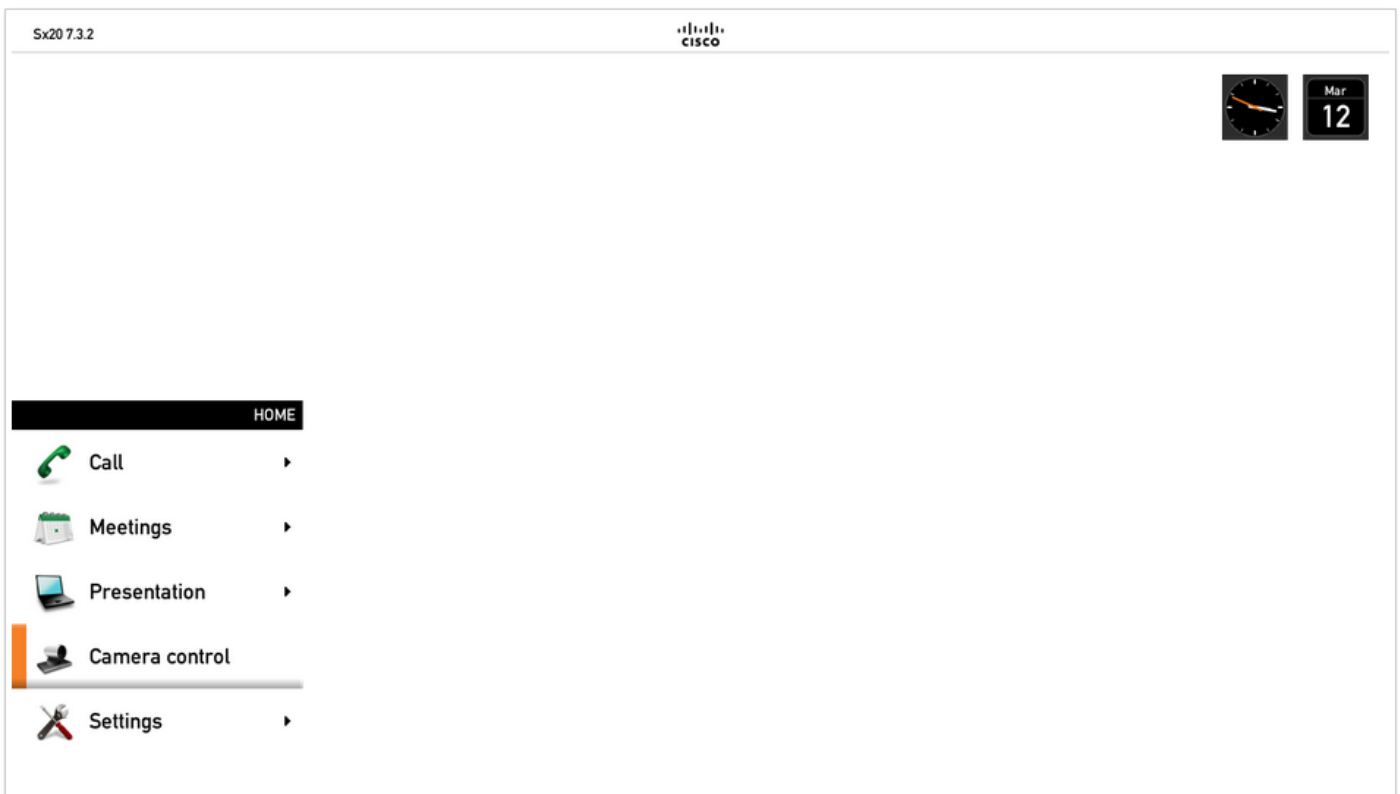 Sx20 7.3.2
CISCO
Mar
12
HOME
Call
Meetings
Presentation
Camera control
Settings